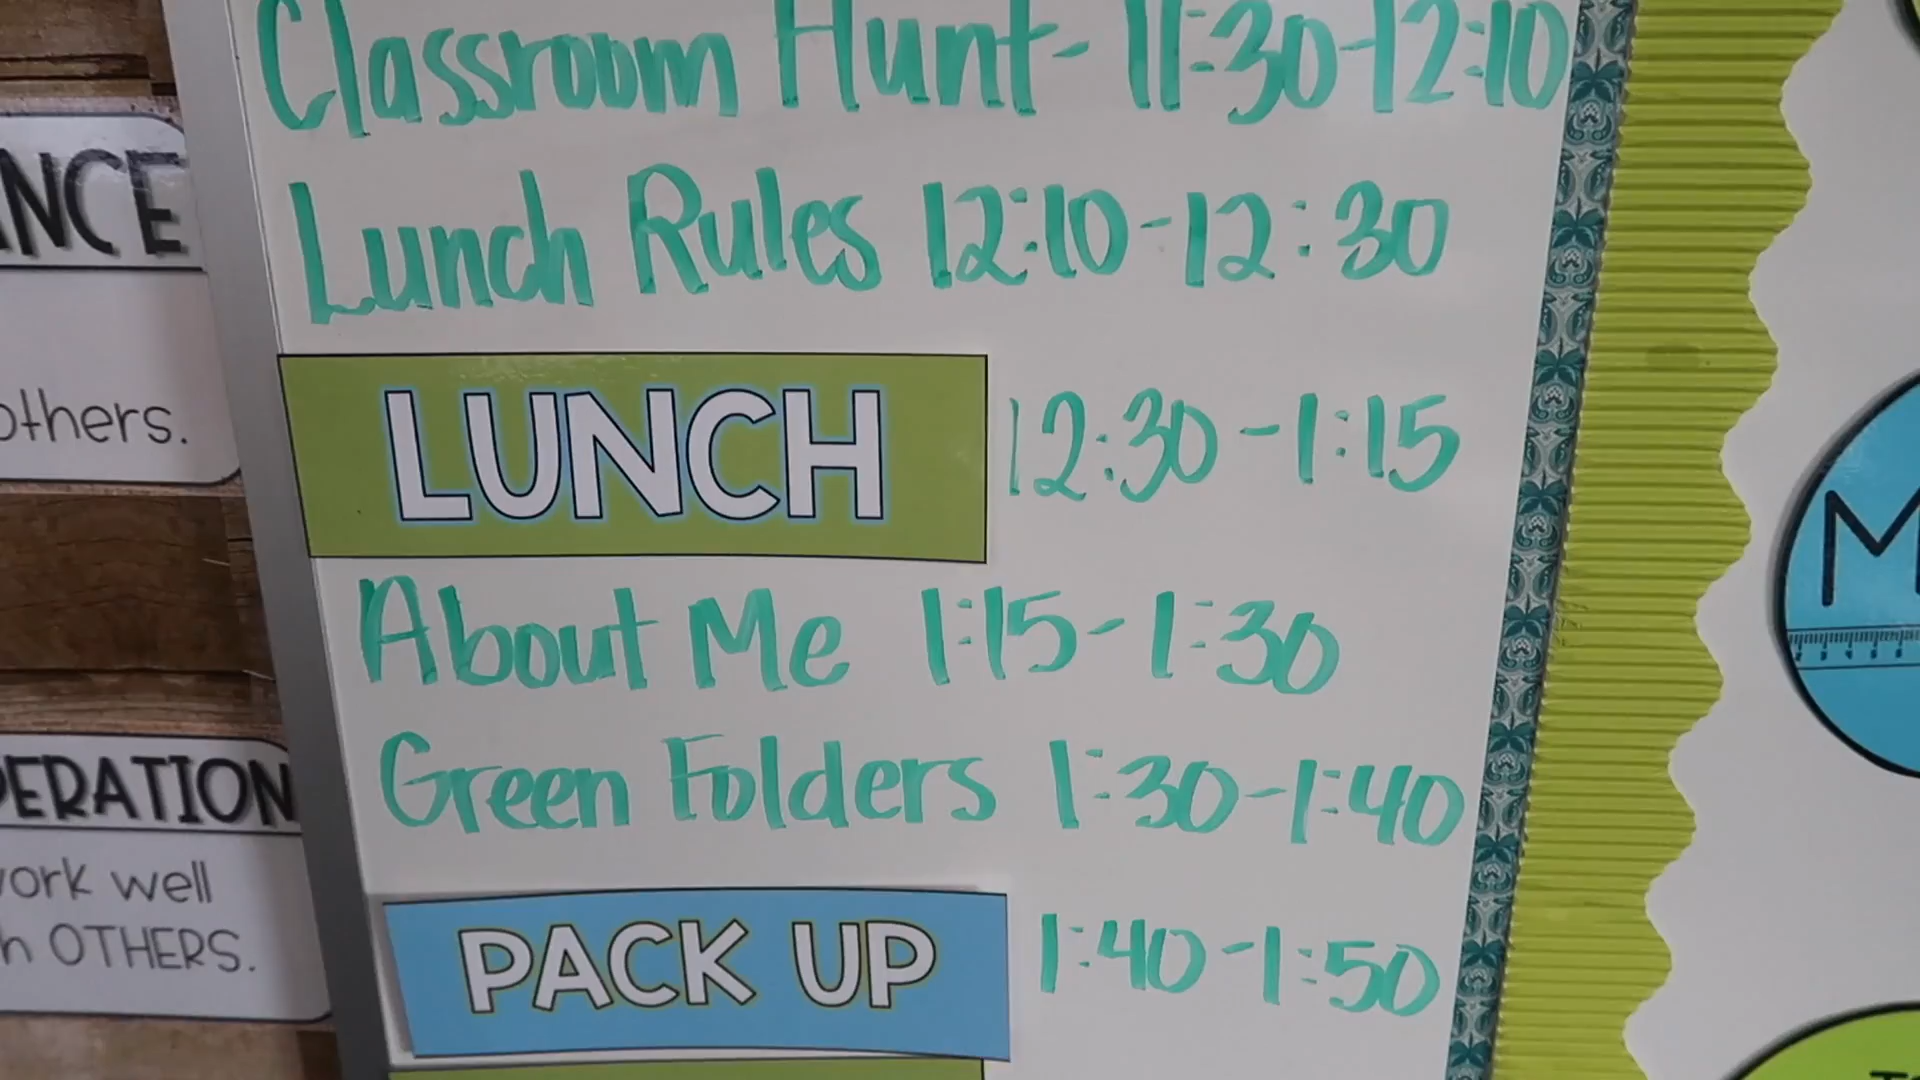 Classroom Hunt- 11:30-12:10
Lunch Rules 12:10-12:30
LUNCH 12:30-1:15
About Me 1:15-1:30
Green Folders 1:30-1:40
PACK UP 1:40-1:50
others.
work well
OTHERS.
M